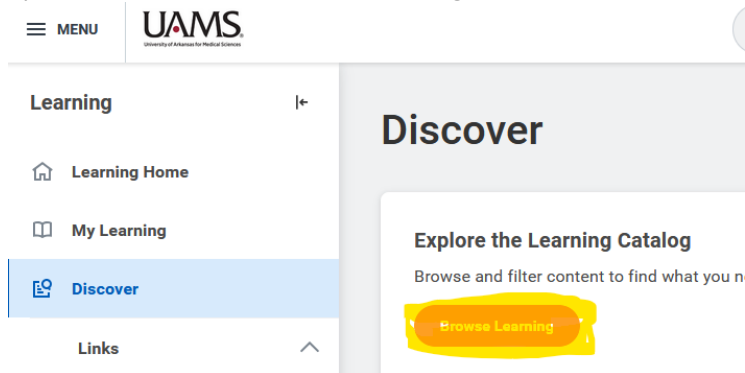 MENU
UAMS
University of Arkansas for Medical Sciences
Learning
Learning Home
My Learning
Discover
Links
Discover
Explore the Learning Catalog
Browse and filter content to find what you n
Browse Learning